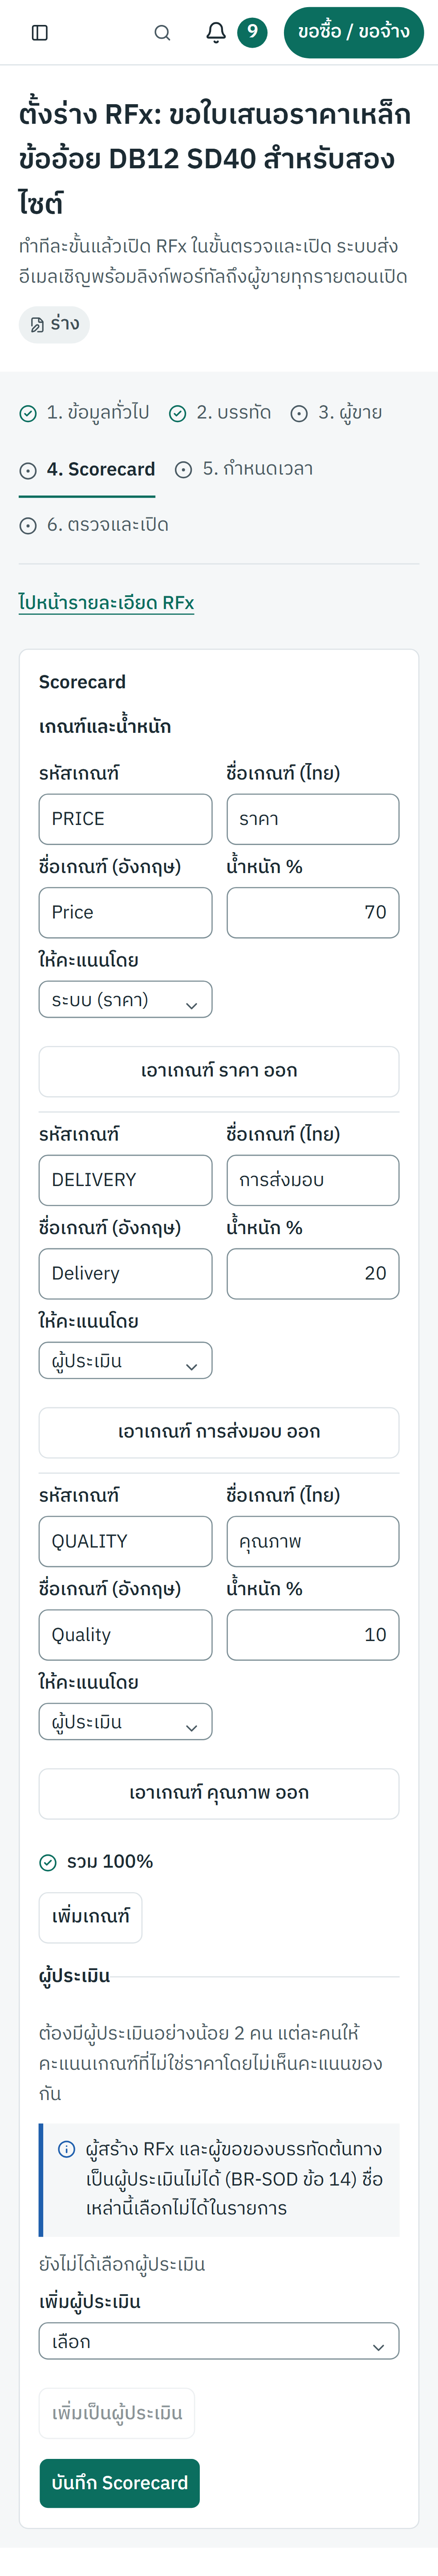 9
ขอซื้อ / ขอจ้าง
ตั้งร่าง RFx: ขอใบเสนอราคาเหล็ก
ข้ออ้อย DB12 SD40 สำหรับสอง
ไซต์
ทำทีละขั้นแล้วเปิด RFx ในขั้นตรวจและเปิด ระบบส่ง
อีเมลเชิญพร้อมลิงก์พอร์ทัลถึงผู้ขายทุกรายตอนเปิด
ร่าง
1. ข้อมูลทั่วไป
2. บรรทัด
3. ผู้ขาย
4. Scorecard
5. กำหนดเวลา
6. ตรวจและเปิด
ไปหน้ารายละเอียด RFx
Scorecard
เกณฑ์และน้ำหนัก
รหัสเกณฑ์
ชื่อเกณฑ์ (ไทย)
PRICE
ราคา
ชื่อเกณฑ์ (อังกฤษ)
น้ำหนัก %
Price
70
ให้คะแนนโดย
ระบบ (ราคา)
เอาเกณฑ์ ราคา ออก
รหัสเกณฑ์
ชื่อเกณฑ์ (ไทย)
DELIVERY
การส่งมอบ
ชื่อเกณฑ์ (อังกฤษ)
น้ำหนัก %
Delivery
20
ให้คะแนนโดย
ผู้ประเมิน
เอาเกณฑ์ การส่งมอบ ออก
รหัสเกณฑ์
ชื่อเกณฑ์ (ไทย)
QUALITY
คุณภาพ
ชื่อเกณฑ์ (อังกฤษ)
น้ำหนัก %
Quality
10
ให้คะแนนโดย
ผู้ประเมิน
เอาเกณฑ์ คุณภาพ ออก
รวม 100%
เพิ่มเกณฑ์
ผู้ประเมิน
ต้องมีผู้ประเมินอย่างน้อย 2 คน แต่ละคนให้
คะแนนเกณฑ์ที่ไม่ใช่ราคาโดยไม่เห็นคะแนนของ
กัน
ผู้สร้าง RFx และผู้ขอของบรรทัดต้นทาง
เป็นผู้ประเมินไม่ได้ (BR-SOD ข้อ 14) ชื่อ
เหล่านี้เลือกไม่ได้ในรายการ
ยังไม่ได้เลือกผู้ประเมิน
เพิ่มผู้ประเมิน
เลือก
เพิ่มเป็นผู้ประเมิน
บันทึก Scorecard